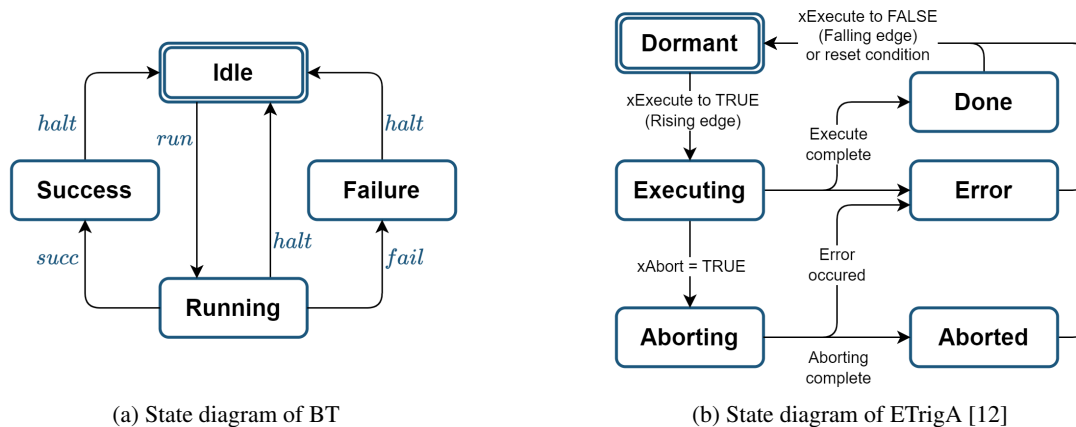 Idle
halt
run
halt
Success
Failure
succ
halt
fail
Running
(a) State diagram of BT
Dormant
xExecute to FALSE
(Falling edge)
or reset condition
xExecute to TRUE
(Rising edge)
Done
Execute
complete
Executing
Error
xAbort = TRUE
Error
occured
Aborting
Aborted
Aborting
complete
(b) State diagram of ETrigA [12]